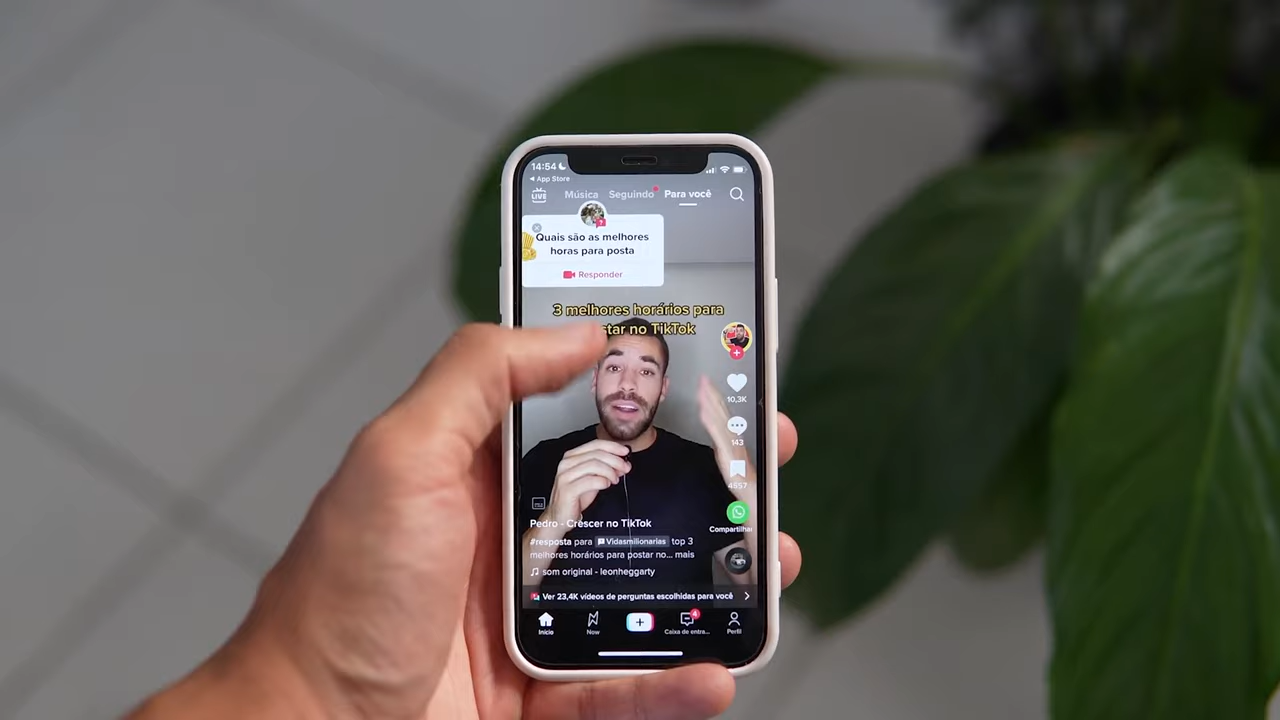 14:54
◀ App Store
LIVE
Música
Seguindo
Para você
Quais são as melhores
horas para posta
Responder
3 melhores horários para
star no TikTok
10,3K
143
4557
Compartilhar
Pedro - Crescer no TikTok
#resposta para Vidasmilionarias top 3
melhores horários para postar no... mais
som original - leonheggarty
Ver 23,4K vídeos de perguntas escolhidas para você
Início
Now
4
Caixa de entra...
Perfil